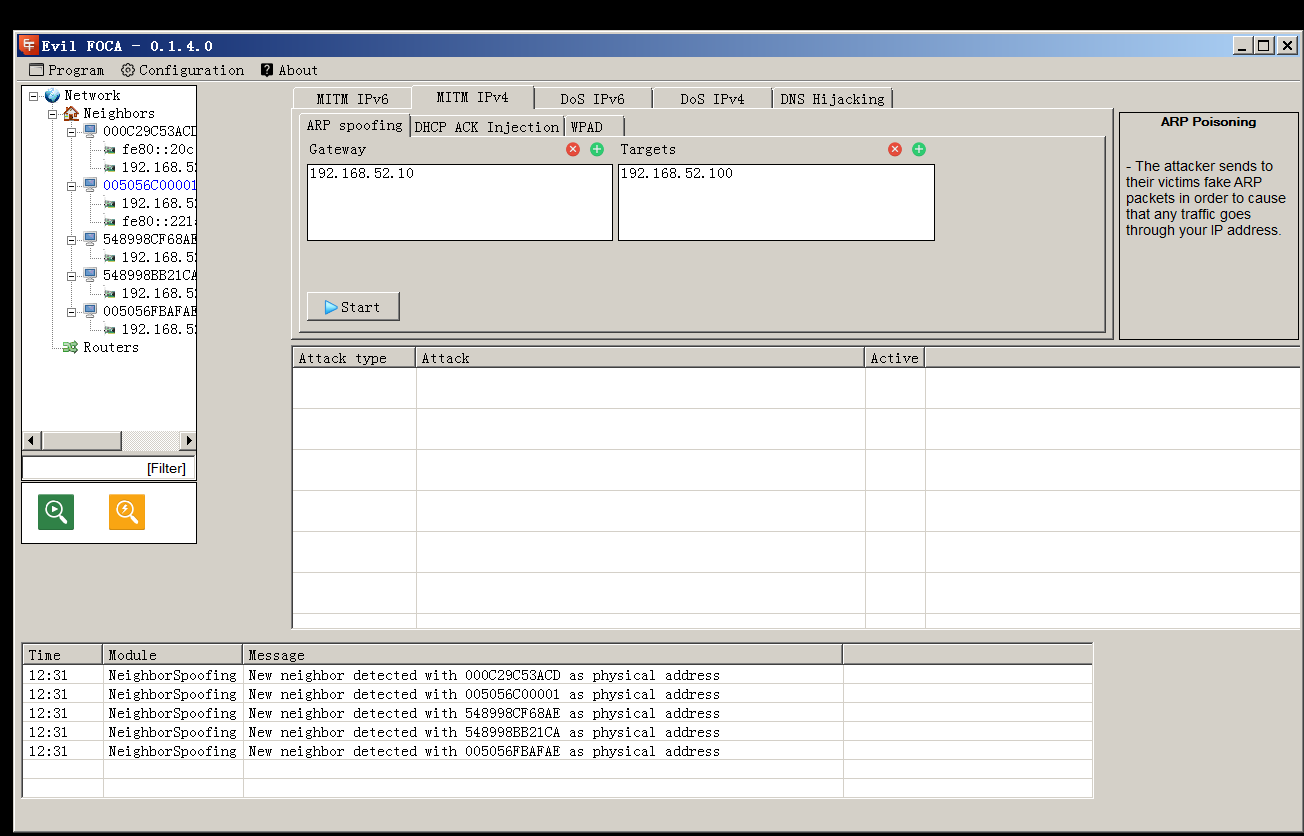 Evil FOCA - 0.1.4.0
Program Configuration About
Network
Neighbors
000C29C53ACD
fe80::20c
192.168.5
005056C00001
192.168.5
fe80::221
548998CF68AE
192.168.5
548998BB21CA
192.168.5
005056FBAFAE
192.168.5
Routers
[Filter]
MITM IPv6 MITM IPv4 DoS IPv6 DoS IPv4 DNS Hijacking
ARP spoofing DHCP ACK Injection WPAD
Gateway Targets
192.168.52.10 192.168.52.100
Start
ARP Poisoning
- The attacker sends to
their victims fake ARP
packets in order to cause
that any traffic goes
through your IP address.
Attack type Attack Active
Time Module Message
12:31 NeighborSpoofing New neighbor detected with 000C29C53ACD as physical address
12:31 NeighborSpoofing New neighbor detected with 005056C00001 as physical address
12:31 NeighborSpoofing New neighbor detected with 548998CF68AE as physical address
12:31 NeighborSpoofing New neighbor detected with 548998BB21CA as physical address
12:31 NeighborSpoofing New neighbor detected with 005056FBAFAE as physical address